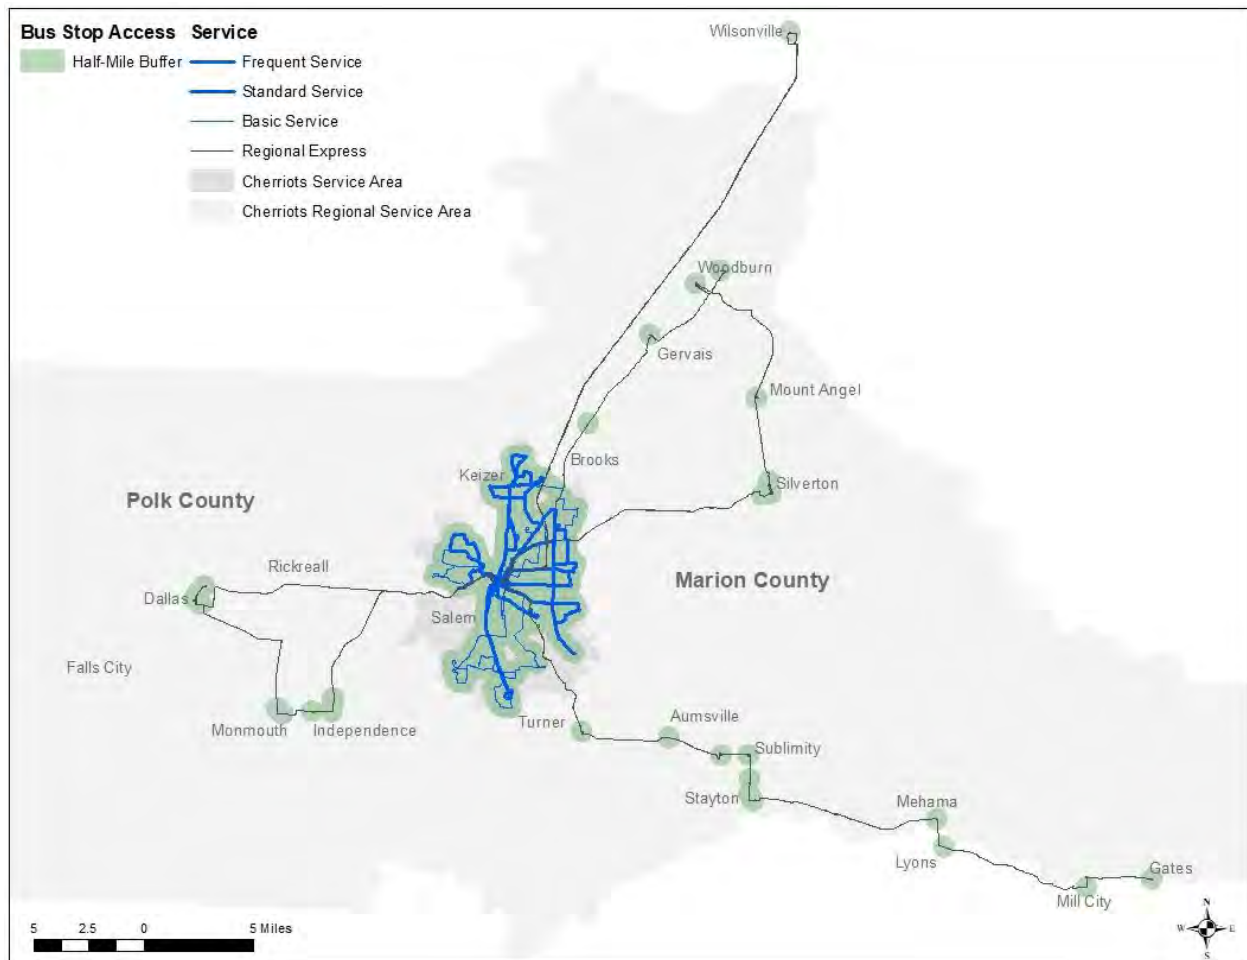 Bus Stop Access Service
Half-Mile Buffer
Frequent Service
Standard Service
Basic Service
Regional Express
Cherriots Service Area
Cherriots Regional Service Area
Wilsonville
Woodburn
Gervais
Mount Angel
Brooks
Keizer
Silverton
Polk County
Rickreall
Marion County
Dallas
Salem
Falls City
Monmouth
Independence
Turner
Aumsville
Sublimity
Stayton
Mehama
Lyons
Gates
Mill City
5 2.5 0 5 Miles
N
W E
S